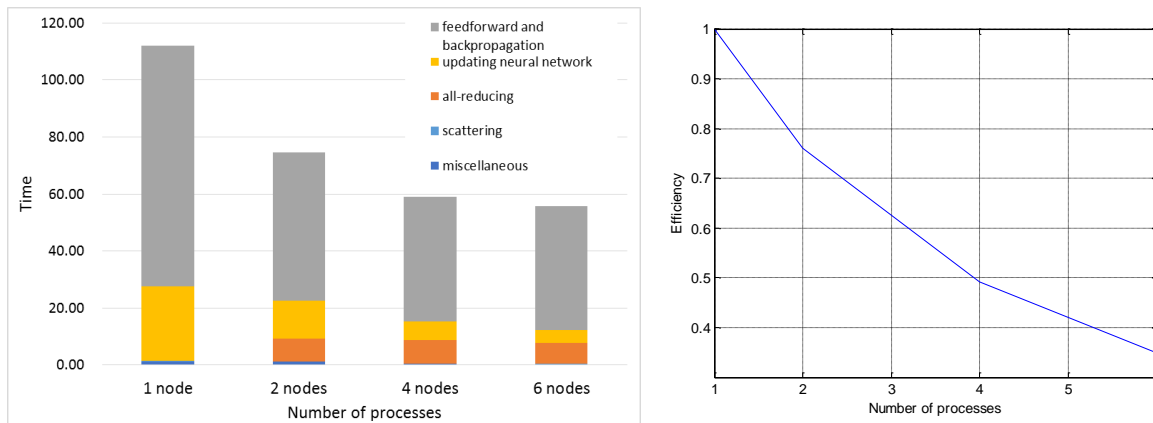 120.00
100.00
80.00
60.00
40.00
20.00
0.00
Time
1 node
2 nodes
4 nodes
6 nodes
Number of processes
feedforward and
backpropagation
updating neural network
all-reducing
scattering
miscellaneous
1
0.9
0.8
0.7
0.6
0.5
0.4
Efficiency
1
2
3
4
5
Number of processes